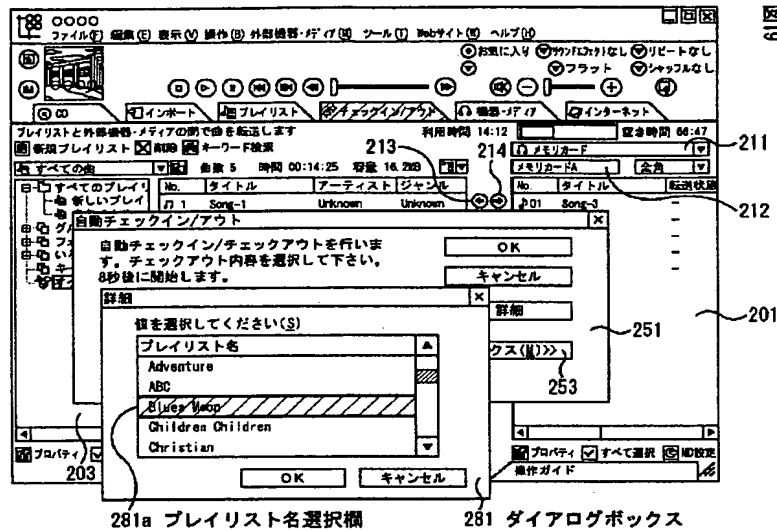 ○○○○
ファイル(F) 編集(E) 表示(V) 操作(B) 外部機器・メディア(M) ツール(T) Webサイト(W) ヘルプ(H)
お気に入り サウンドエフェクトなし リピートなし
フラット シャッフルなし
CD インポート プレイリスト チェックイン/アウト 機器・メディア インターネット
プレイリストと外部機器・メディアの間で曲を転送します
利用時間 14:12 空き時間 66:47
新規プレイリスト 削除 キーワード検索
213
214
メモリカード
211
すべての曲 曲数 5 時間 00:14:25 容量 16.2MB
メモリカードA 全角
212
すべてのプレイリ
新しいプレイ
No. タイトル アーティスト ジャンル
1 Song-1 Unknown Unknown
No. タイトル 転送状態
01 Song-3
自動チェックイン/アウト
自動チェックイン/チェックアウトを行いま
す。チェックアウト内容を選択して下さい。
8秒後に開始します。
OK
キャンセル
詳細
クス(M)>>
251
253
201
詳細
値を選択してください(S)
プレイリスト名
Adventure
ABC
Blues Moon
Children Children
Christian
OK キャンセル
プロパティ
プロパティ すべて選択 MD設定
操作ガイド
203
281a プレイリスト名選択欄
281 ダイアログボックス